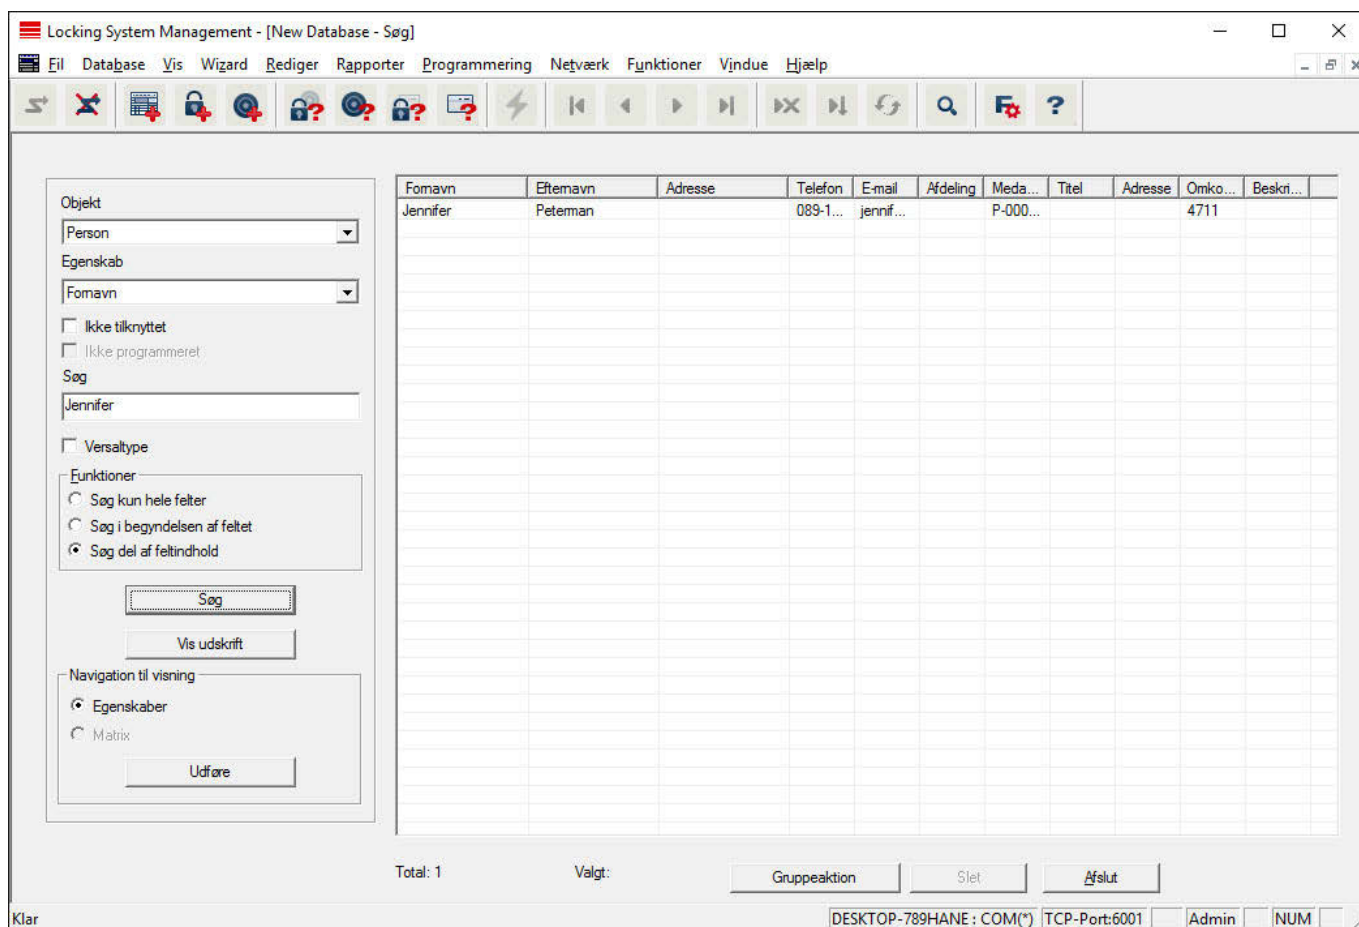 Locking System Management - [New Database - Søg]
Fil Database Vis Wizard Rediger Rapporter Programmering Netværk Funktioner Vindue Hjælp
Objekt
Person
Egenskab
Fornavn
Ikke tilknyttet
Ikke programmeret
Søg
Jennifer
Versaltype
Funktioner
Søg kun hele felter
Søg i begyndelsen af feltet
Søg del af feltindhold
Søg
Vis udskrift
Navigation til visning
Egenskaber
Matrix
Udføre
Fornavn Efternavn Adresse Telefon E-mail Afdeling Meda... Titel Adresse Omko... Beskri...
Jennifer Peterman 089-1... jennif... P-000... 4711
Total: 1 Valgt: Gruppeaktion Slet Afslut
Klar DESKTOP-789HANE : COM(*) TCP-Port:6001 Admin NUM